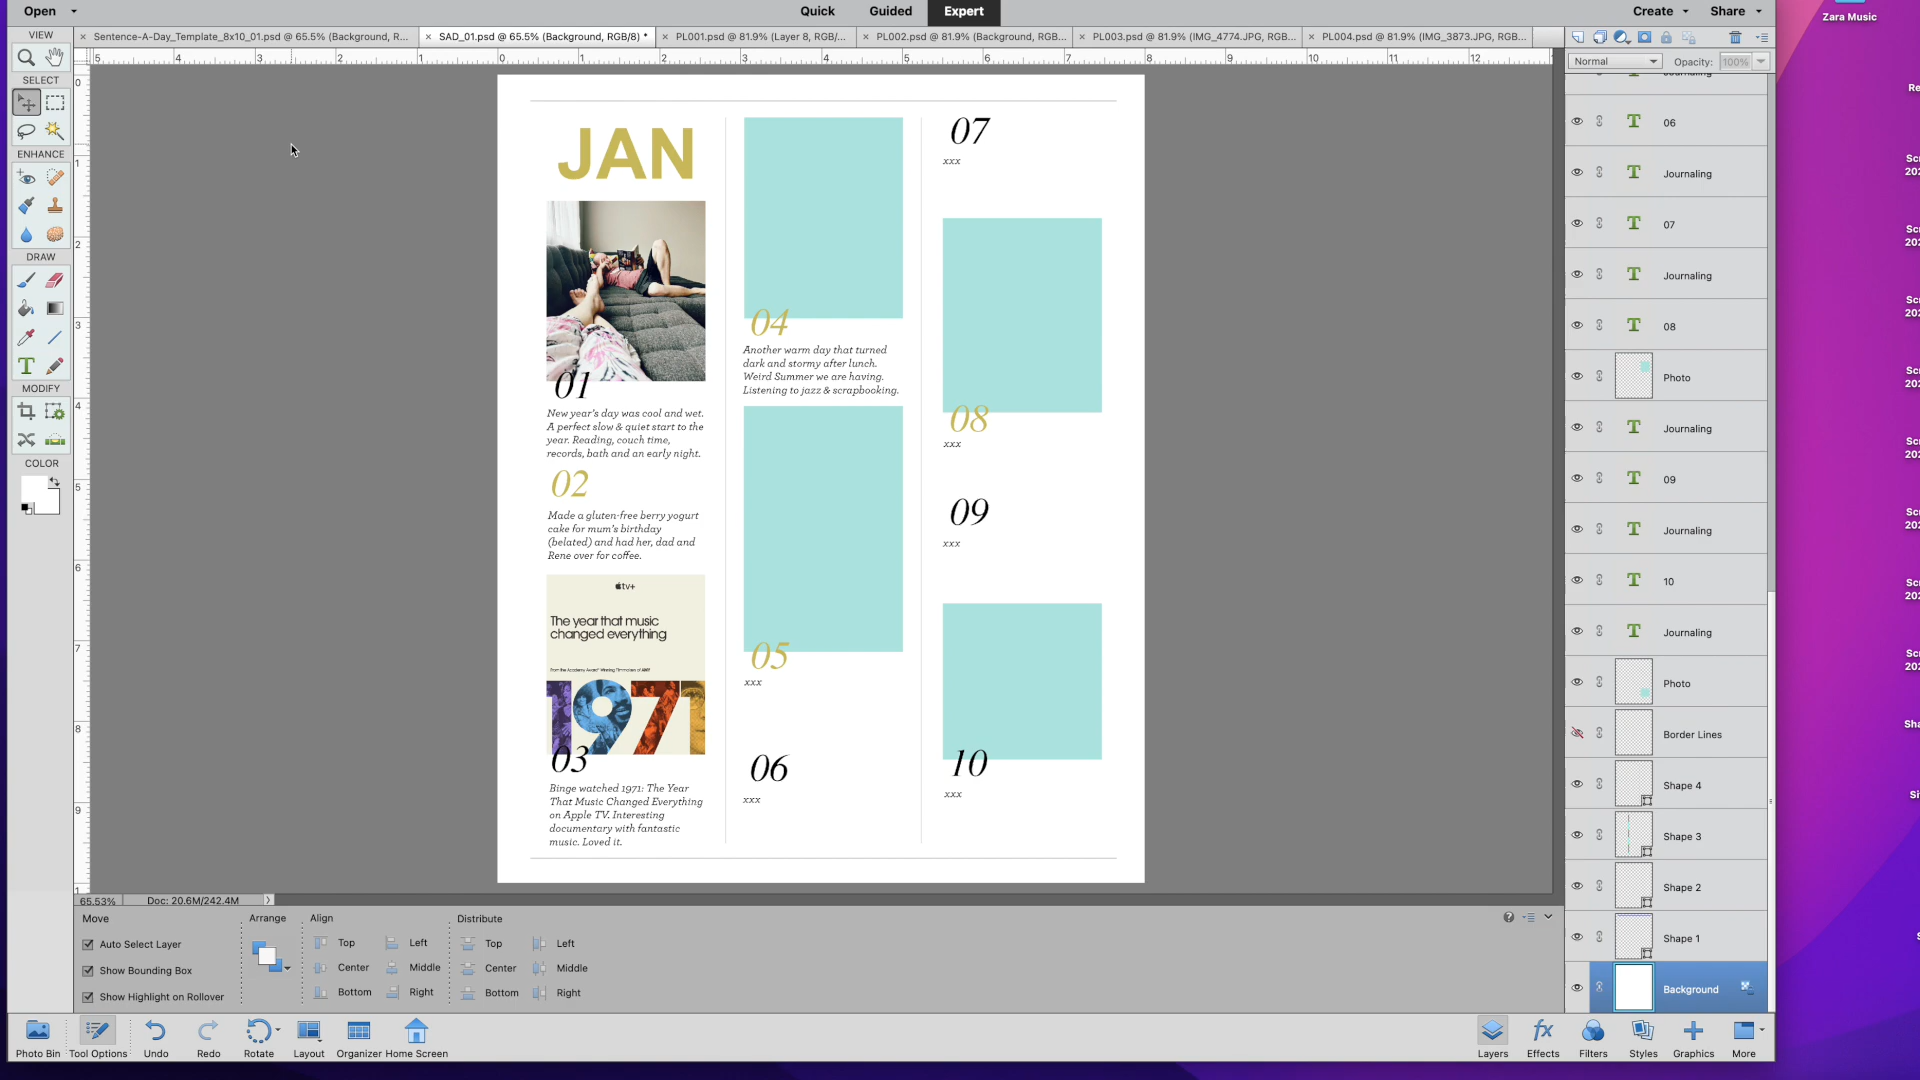 Open
Quick
Guided
Expert
Create
Share
Zara Music
VIEW
Sentence-A-Day_Template_8x10_01.psd @ 65.5% (Background, R...
SAD_01.psd @ 65.5% (Background, RGB/8) *
PL001.psd @ 81.9% (Layer 8, RGB/...
PL002.psd @ 81.9% (Background, RGB...
PL003.psd @ 81.9% (IMG_4774.JPG, RGB...
PL004.psd @ 81.9% (IMG_3873.JPG, RGB...
Normal
Opacity:
100%
SELECT
ENHANCE
DRAW
MODIFY
COLOR
JAN
01
New year's day was cool and wet.
A perfect slow & quiet start to the
year. Reading, couch time,
records, bath and an early night.
02
Made a gluten-free berry yogurt
cake for mum's birthday
(belated) and had her, dad and
Rene over for coffee.
tv+
The year that music
changed everything
1971
03
Binge watched 1971: The Year
That Music Changed Everything
on Apple TV. Interesting
documentary with fantastic
music. Loved it.
04
Another warm day that turned
dark and stormy after lunch.
Weird Summer we are having.
Listening to jazz & scrapbooking.
05
xxx
06
xxx
07
xxx
08
xxx
09
xxx
10
xxx
Journaling
06
Journaling
07
Journaling
08
Photo
Journaling
09
Journaling
10
Journaling
Photo
Border Lines
Shape 4
Shape 3
Shape 2
Shape 1
Background
65.53%
Doc: 20.6M/242.4M
Move
Auto Select Layer
Show Bounding Box
Show Highlight on Rollover
Arrange
Align
Top
Left
Center
Middle
Bottom
Right
Distribute
Top
Left
Center
Middle
Bottom
Right
Photo Bin
Tool Options
Undo
Redo
Rotate
Layout
Organizer
Home Screen
Layers
Effects
Filters
Styles
Graphics
More